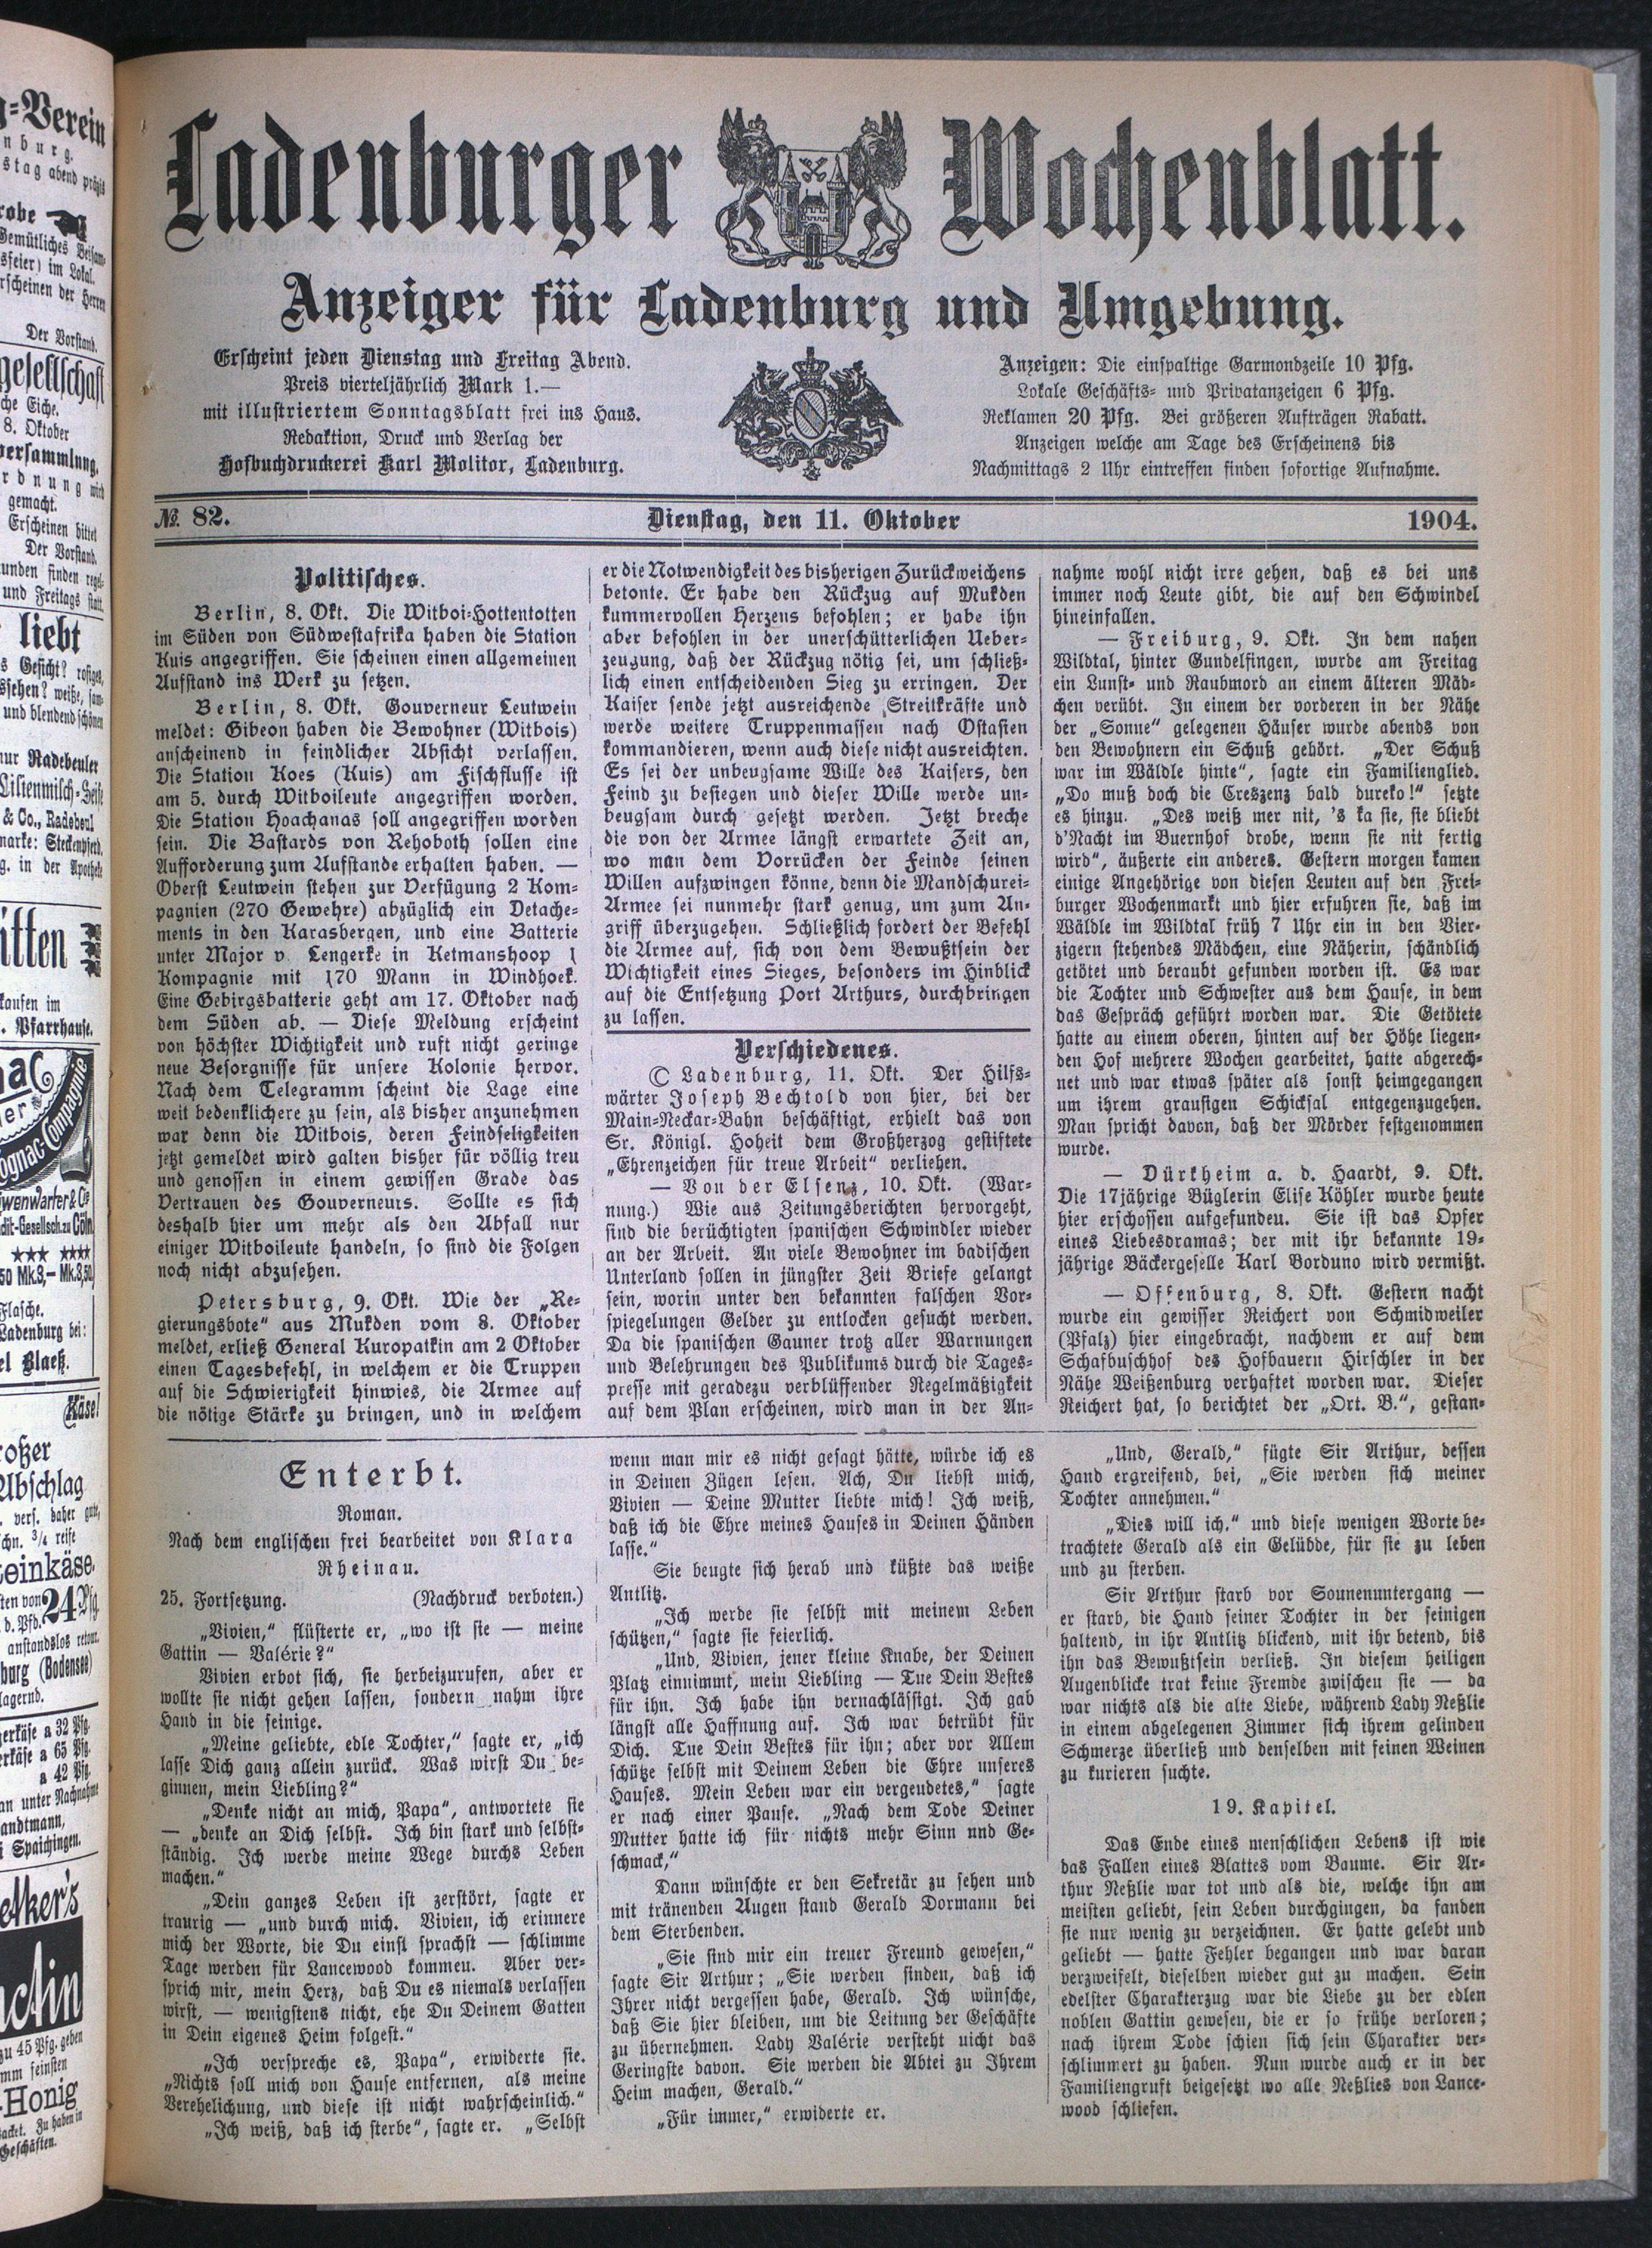 Ladenburger Wochenblatt.
Anzeiger für Ladenburg und Umgebung.
Erscheint jeden Dienstag und Freitag Abend.
Preis vierteljährlich Mark 1.—
mit illustriertem Sonntagsblatt frei ins Haus.
Redaktion, Druck und Verlag der
Hofbuchdruckerei Karl Molitor, Ladenburg.
Anzeigen: Die einspaltige Garmondzeile 10 Pfg.
Lokale Geschäfts- und Privatanzeigen 6 Pfg.
Reklamen 20 Pfg. Bei größeren Aufträgen Rabatt.
Anzeigen welche am Tage des Erscheinens bis
Nachmittags 2 Uhr eintreffen finden sofortige Aufnahme.
№. 82. Dienstag, den 11. Oktober 1904.
Politisches.
Berlin, 8. Okt. Die Witboi-Hottentotten
im Süden von Südwestafrika haben die Station
Kuis angegriffen. Sie scheinen einen allgemeinen
Aufstand ins Werk zu setzen.
Berlin, 8. Okt. Gouverneur Leutwein
meldet: Gibeon haben die Bewohner (Witbois)
anscheinend in feindlicher Absicht verlassen.
Die Station Koes (Kuis) am Fischflusse ist
am 5. durch Witboileute angegriffen worden.
Die Station Hoachanas soll angegriffen worden
sein. Die Bastards von Rehoboth sollen eine
Aufforderung zum Aufstande erhalten haben. —
Oberst Leutwein stehen zur Verfügung 2 Kom-
pagnien (270 Gewehre) abzüglich ein Detache-
ments in den Karasbergen, und eine Batterie
unter Major v. Lengerke in Ketmanshoop 1
Kompagnie mit 170 Mann in Windhoek.
Eine Gebirgsbatterie geht am 17. Oktober nach
dem Süden ab. — Diese Meldung erscheint
von höchster Wichtigkeit und ruft nicht geringe
neue Besorgnisse für unsere Kolonie hervor.
Nach dem Telegramm scheint die Lage eine
weit bedenklichere zu sein, als bisher anzunehmen
war denn die Witbois, deren Feindseligkeiten
jetzt gemeldet wird galten bisher für völlig treu
und genossen in einem gewissen Grade das
Vertrauen des Gouverneurs. Sollte es sich
deshalb hier um mehr als den Abfall nur
einiger Witboileute handeln, so sind die Folgen
noch nicht abzusehen.
Petersburg, 9. Okt. Wie der „Re-
gierungsbote“ aus Mukden vom 8. Oktober
meldet, erließ General Kuropatkin am 2 Oktober
einen Tagesbefehl, in welchem er die Truppen
auf die Schwierigkeit hinwies, die Armee auf
die nötige Stärke zu bringen, und in welchem
er die Notwendigkeit des bisherigen Zurückweichens
betonte. Er habe den Rückzug auf Mukden
kummervollen Herzens befohlen; er habe ihn
aber befohlen in der unerschütterlichen Ueber-
zeugung, daß der Rückzug nötig sei, um schließ-
lich einen entscheidenden Sieg zu erringen. Der
Kaiser sende jetzt ausreichende Streitkräfte und
werde weitere Truppenmassen nach Ostasien
kommandieren, wenn auch diese nicht ausreichten.
Es sei der unbeugsame Wille des Kaisers, den
Feind zu besiegen und dieser Wille werde un-
beugsam durch gesetzt werden. Jetzt breche
die von der Armee längst erwartete Zeit an,
wo man dem Vorrücken der Feinde seinen
Willen aufzwingen könne, denn die Mandschurei-
Armee sei nunmehr stark genug, um zum An-
griff überzugehen. Schließlich fordert der Befehl
die Armee auf, sich von dem Bewußtsein der
Wichtigkeit eines Sieges, besonders im Hinblick
auf die Entsetzung Port Arthurs, durchbringen
zu lassen.
Verschiedenes.
Ⓒ Ladenburg, 11. Okt. Der Hilfs-
wärter Joseph Bechtold von hier, bei der
Main-Neckar-Bahn beschäftigt, erhielt das von
Sr. Königl. Hoheit dem Großherzog gestiftete
„Ehrenzeichen für treue Arbeit“ verliehen.
— Von der Elsenz, 10. Okt. (War-
nung.) Wie aus Zeitungsberichten hervorgeht,
sind die berüchtigten spanischen Schwindler wieder
an der Arbeit. An viele Bewohner im badischen
Unterland sollen in jüngster Zeit Briefe gelangt
sein, worin unter den bekannten falschen Vor-
spiegelungen Gelder zu entlocken gesucht werden.
Da die spanischen Gauner trotz aller Warnungen
und Belehrungen des Publikums durch die Tages-
presse mit geradezu verblüffender Regelmäßigkeit
auf dem Plan erscheinen, wird man in der An-
nahme wohl nicht irre gehen, daß es bei uns
immer noch Leute gibt, die auf den Schwindel
hineinfallen.
— Freiburg, 9. Okt. In dem nahen
Wildtal, hinter Gundelfingen, wurde am Freitag
ein Lunst- und Raubmord an einem älteren Mäd-
chen verübt. In einem der vorderen in der Nähe
der „Sonne“ gelegenen Häuser wurde abends von
den Bewohnern ein Schuß gehört. „Der Schuß
war im Wäldle hinte“, sagte ein Familienglied.
„Do muß doch die Creszenz bald dureko!“ setzte
es hinzu. „Des weiß mer nit, 's ka sie, sie bliebt
d'Nacht im Buernhof drobe, wenn sie nit fertig
wird“, äußerte ein anderes. Gestern morgen kamen
einige Angehörige von diesen Leuten auf den Frei-
burger Wochenmarkt und hier erfuhren sie, daß im
Wäldle im Wildtal früh 7 Uhr ein in den Vier-
zigern stehendes Mädchen, eine Näherin, schändlich
getötet und beraubt gefunden worden ist. Es war
die Tochter und Schwester aus dem Hause, in dem
das Gespräch geführt worden war. Die Getötete
hatte an einem oberen, hinten auf der Höhe liegen-
den Hof mehrere Wochen gearbeitet, hatte abgerech-
net und war etwas später als sonst heimgegangen
um ihrem grausigen Schicksal entgegenzugehen.
Man spricht davon, daß der Mörder festgenommen
wurde.
— Dürkheim a. d. Haardt, 9. Okt.
Die 17jährige Büglerin Elise Köhler wurde heute
hier erschossen aufgefunden. Sie ist das Opfer
eines Liebesdramas; der mit ihr bekannte 19-
jährige Bäckergeselle Karl Borduno wird vermißt.
— Offenburg, 8. Okt. Gestern nacht
wurde ein gewisser Reichert von Schmidweiler
(Pfalz) hier eingebracht, nachdem er auf dem
Schafbuschhof des Hofbauern Hirschler in der
Nähe Weißenburg verhaftet worden war. Dieser
Reichert hat, so berichtet der „Ort. B.“, gestan-
Enterbt.
Roman.
Nach dem englischen frei bearbeitet von Klara
Rheinau.
25. Fortsetzung. (Nachdruck verboten.)
„Vivien,“ flüsterte er, „wo ist sie — meine
Gattin — Valérie?“
Vivien erbot sich, sie herbeizurufen, aber er
wollte sie nicht gehen lassen, sondern nahm ihre
Hand in die seinige.
„Meine geliebte, edle Tochter,“ sagte er, „ich
lasse Dich ganz allein zurück. Was wirst Du be-
ginnen, mein Liebling?“
„Denke nicht an mich, Papa“, antwortete sie
— „denke an Dich selbst. Ich bin stark und selbst-
ständig. Ich werde meine Wege durchs Leben
machen.“
„Dein ganzes Leben ist zerstört, sagte er
traurig — „und durch mich. Vivien, ich erinnere
mich der Worte, die Du einst sprachst — schlimme
Tage werden für Lancewood kommen. Aber ver-
sprich mir, mein Herz, daß Du es niemals verlassen
wirst, — wenigstens nicht, ehe Du Deinem Gatten
in Dein eigenes Heim folgest.“
„Ich verspreche es, Papa“, erwiderte sie.
„Nichts soll mich von Hause entfernen, als meine
Verehelichung, und diese ist nicht wahrscheinlich.“
„Ich weiß, daß ich sterbe“, sagte er. „Selbst
wenn man mir es nicht gesagt hätte, würde ich es
in Deinen Zügen lesen. Ach, Du liebst mich,
Vivien — Deine Mutter liebte mich! Ich weiß,
daß ich die Ehre meines Hauses in Deinen Händen
lasse.“
Sie beugte sich herab und küßte das weiße
Antlitz.
„Ich werde sie selbst mit meinem Leben
schützen,“ sagte sie feierlich.
„Und, Vivien, jener kleine Knabe, der Deinen
Platz einnimmt, mein Liebling — Tue Dein Bestes
für ihn. Ich habe ihn vernachlässigt. Ich gab
längst alle Haffnung auf. Ich war betrübt für
Dich. Tue Dein Bestes für ihn; aber vor Allem
schütze selbst mit Deinem Leben die Ehre unseres
Hauses. Mein Leben war ein vergeudetes,“ sagte
er nach einer Pause. „Nach dem Tode Deiner
Mutter hatte ich für nichts mehr Sinn und Ge-
schmack,“
Dann wünschte er den Sekretär zu sehen und
mit tränenden Augen stand Gerald Dormann bei
dem Sterbenden.
„Sie sind mir ein treuer Freund gewesen,“
sagte Sir Arthur; „Sie werden finden, daß ich
Ihrer nicht vergessen habe, Gerald. Ich wünsche,
daß Sie hier bleiben, um die Leitung der Geschäfte
zu übernehmen. Lady Valérie versteht nicht das
Geringste davon. Sie werden die Abtei zu Ihrem
Heim machen, Gerald.“
„Für immer,“ erwiderte er.
„Und, Gerald,“ fügte Sir Arthur, dessen
Hand ergreifend, bei, „Sie werden sich meiner
Tochter annehmen.“
„Dies will ich.“ und diese wenigen Worte be-
trachtete Gerald als ein Gelübde, für sie zu leben
und zu sterben.
Sir Arthur starb vor Sounenuntergang —
er starb, die Hand seiner Tochter in der seinigen
haltend, in ihr Antlitz blickend, mit ihr betend, bis
ihn das Bewußtsein verließ. In diesem heiligen
Augenblicke trat keine Fremde zwischen sie — da
war nichts als die alte Liebe, während Lady Neßlie
in einem abgelegenen Zimmer sich ihrem gelinden
Schmerze überließ und denselben mit feinen Weinen
zu kurieren suchte.
19. Kapitel.
Das Ende eines menschlichen Lebens ist wie
das Fallen eines Blattes vom Baume. Sir Ar-
thur Neßlie war tot und als die, welche ihn am
meisten geliebt, sein Leben durchgingen, da fanden
sie nur wenig zu verzeichnen. Er hatte gelebt und
geliebt — hatte Fehler begangen und war daran
verzweifelt, dieselben wieder gut zu machen. Sein
edelster Charakterzug war die Liebe zu der edlen
noblen Gattin gewesen, die er so frühe verloren;
nach ihrem Tode schien sich sein Charakter ver-
schlimmert zu haben. Nun wurde auch er in der
Familiengruft beigesetzt wo alle Neßlies von Lance-
wood schliefen.